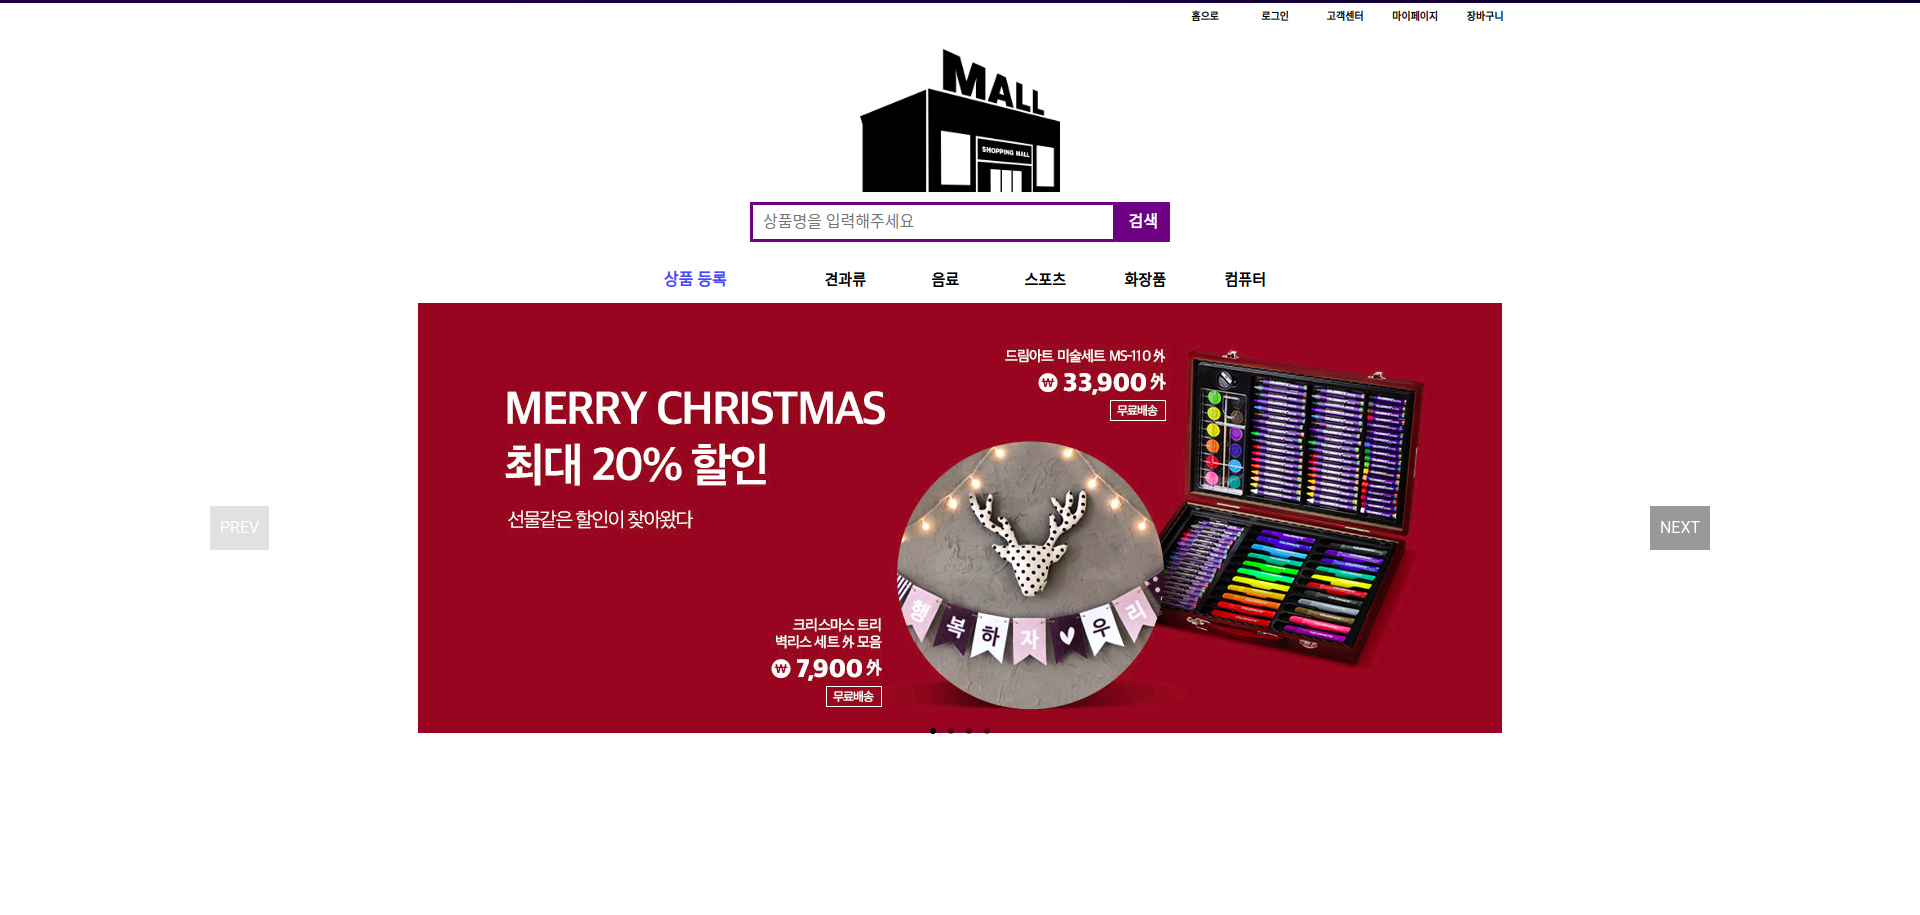 홈으로 로그인 고객센터 마이페이지 장바구니
MALL
SHOPPING MALL
상품명을 입력해주세요 검색
상품 등록 견과류 음료 스포츠 화장품 컴퓨터
드림아트 미술세트 MS-110 外
₩ 33,900 外
무료배송
MERRY CHRISTMAS
최대 20% 할인
선물같은 할인이 찾아왔다
PREV
NEXT
행복하자 우리
크리스마스 트리
벽리스 세트 外 모음
₩ 7,900 外
무료배송